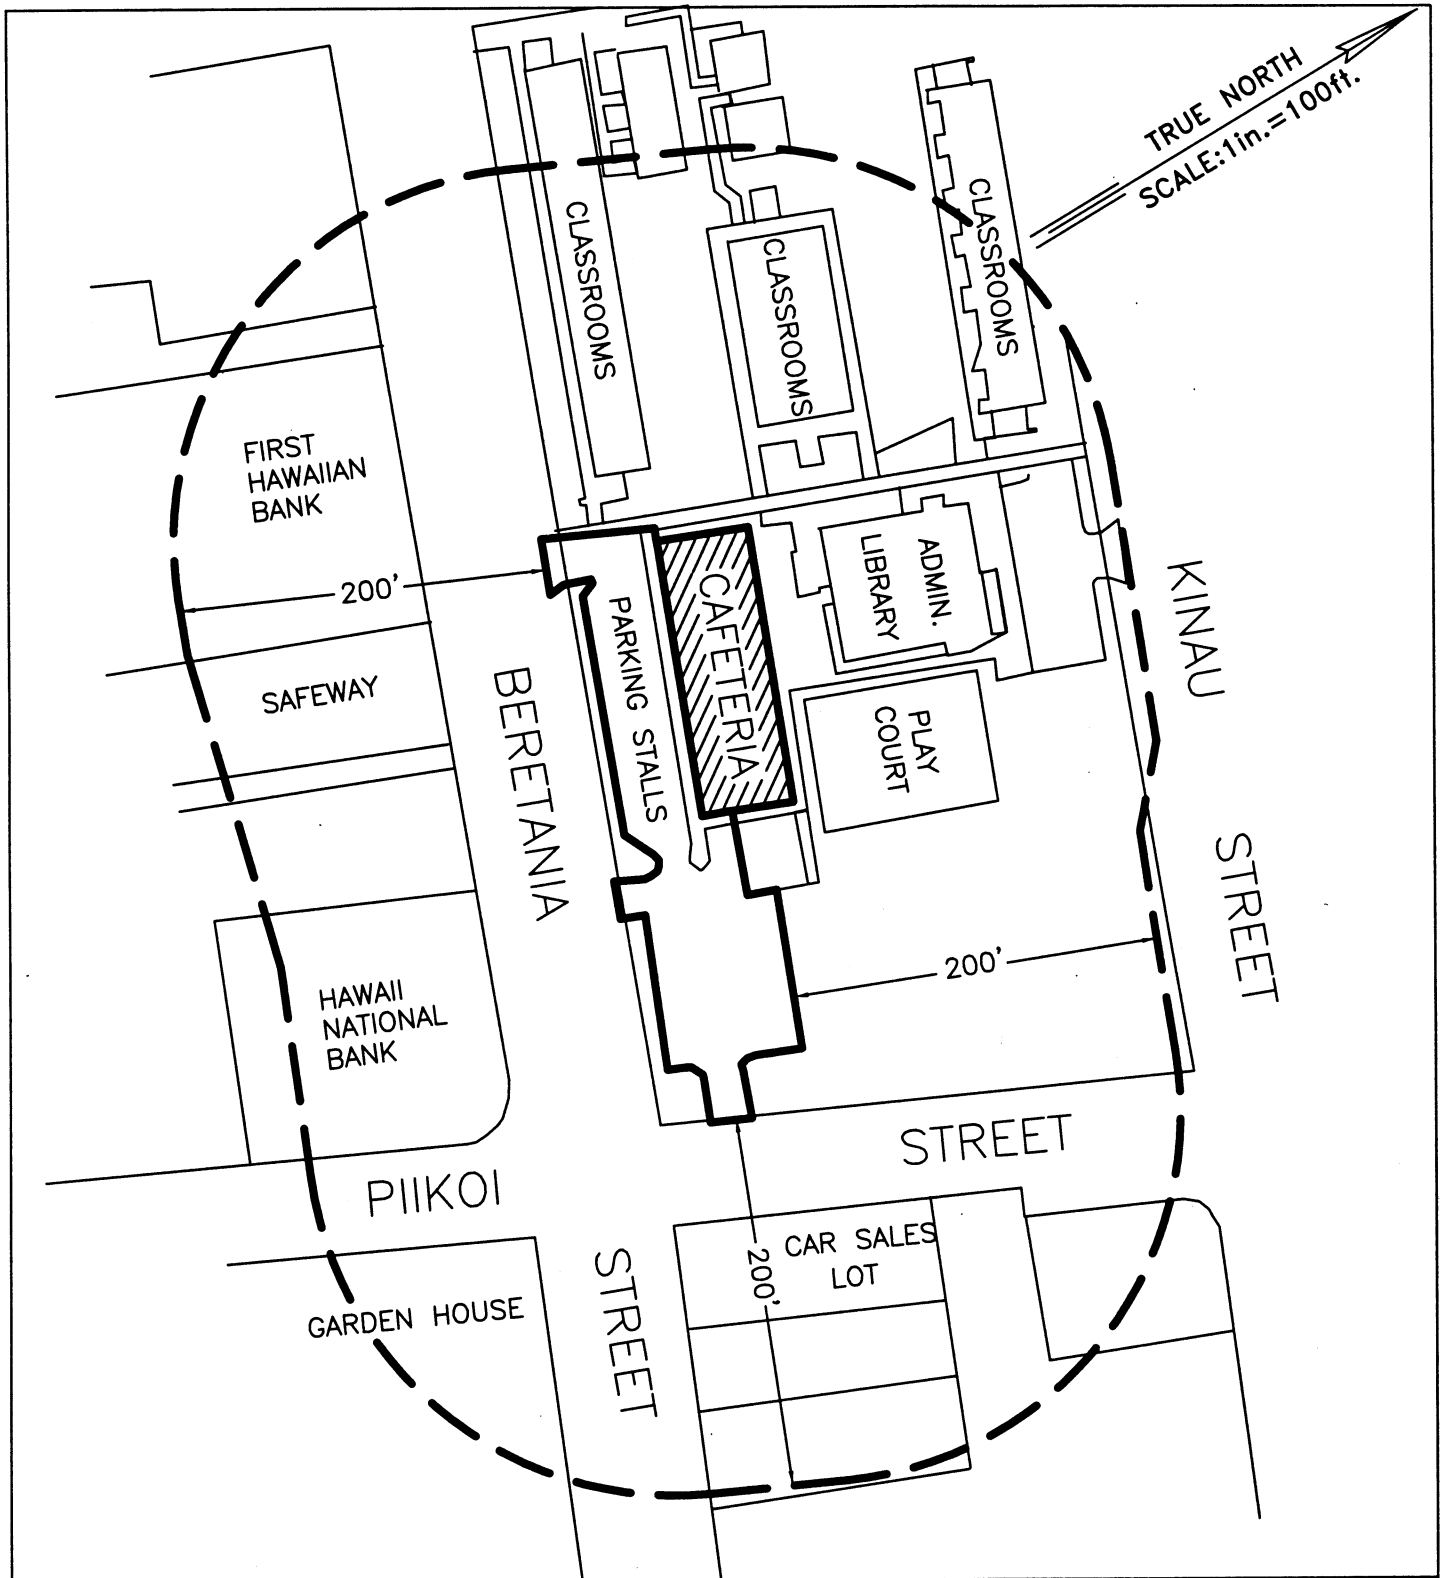 TRUE NORTH
SCALE:1in.=100ft.
CLASSROOMS
CLASSROOMS
CLASSROOMS
FIRST
HAWAIIAN
BANK
200'
PARKING STALLS
CAFETERIA
LIBRARY
ADMIN.
KINAU
STREET
SAFEWAY
BERETANIA
STREET
PLAY
COURT
200'
HAWAII
NATIONAL
BANK
PIIKOI
STREET
CAR SALES
LOT
200'
GARDEN HOUSE